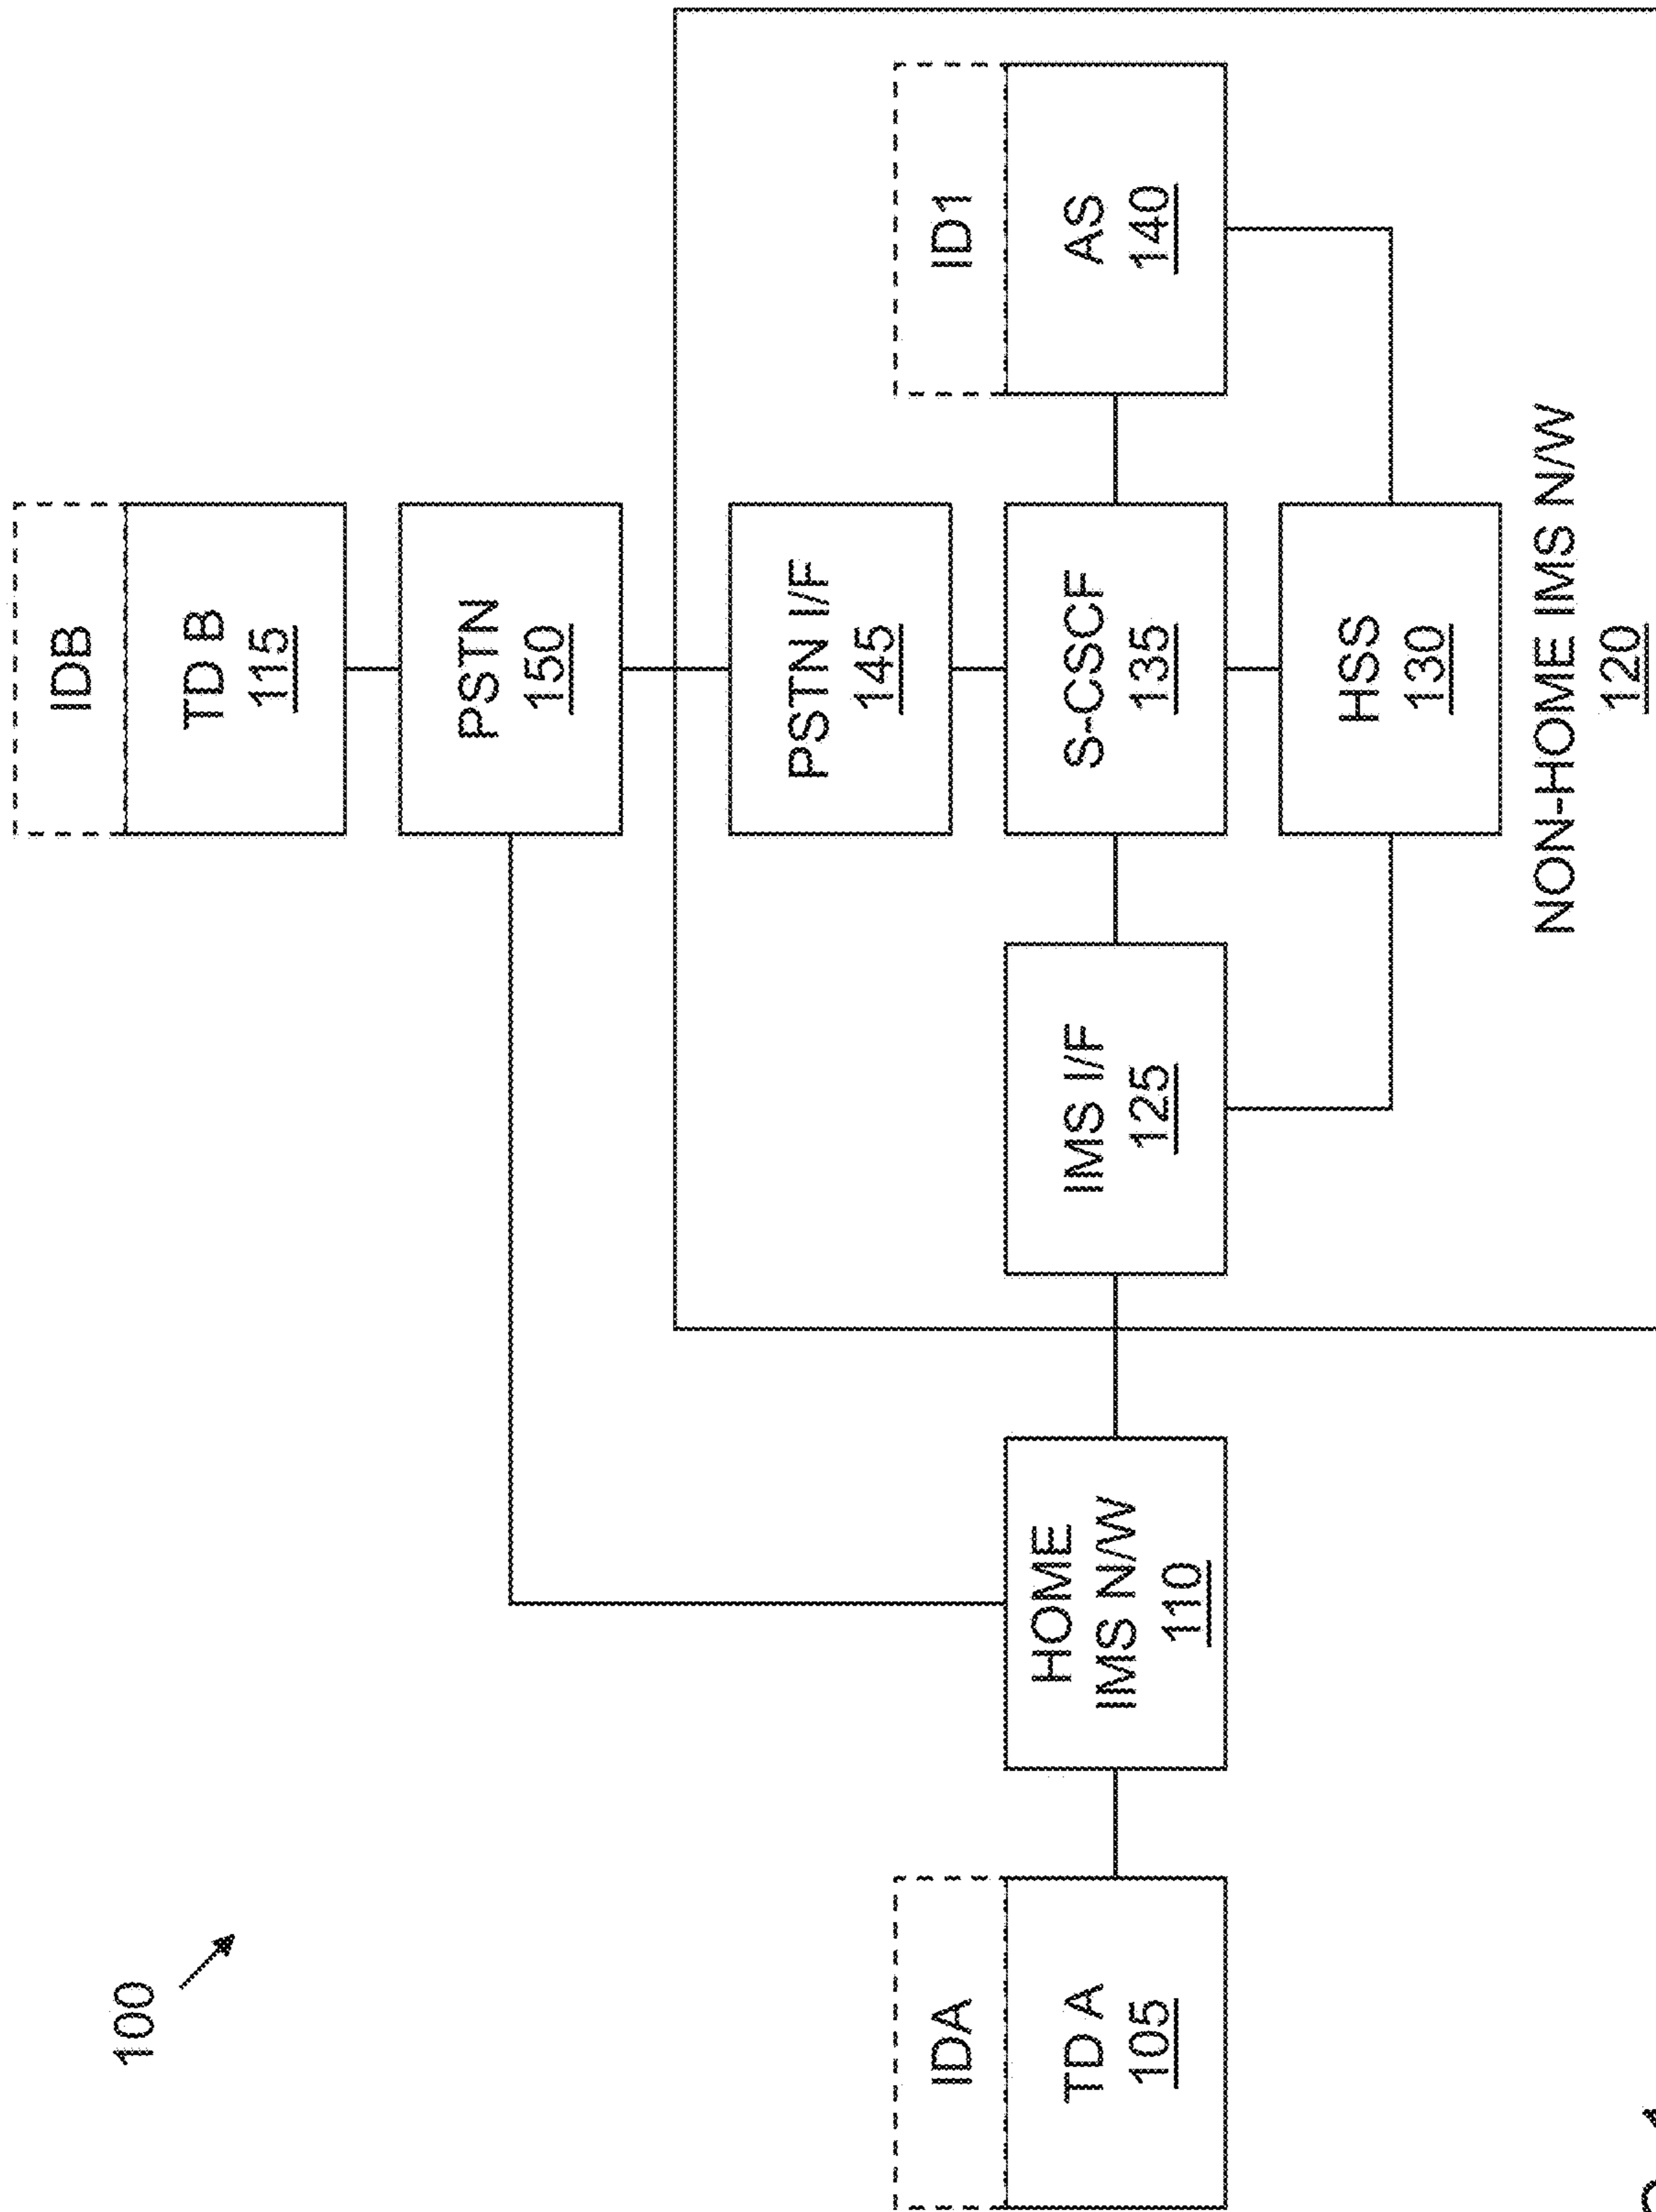 100
IDB
TD B
115
PSTN
150
IDA
TD A
105
HOME
IMS N/W
110
PSTN I/F
145
IMS I/F
125
S-CSCF
135
ID1
AS
140
HSS
130
NON-HOME IMS N/W
120